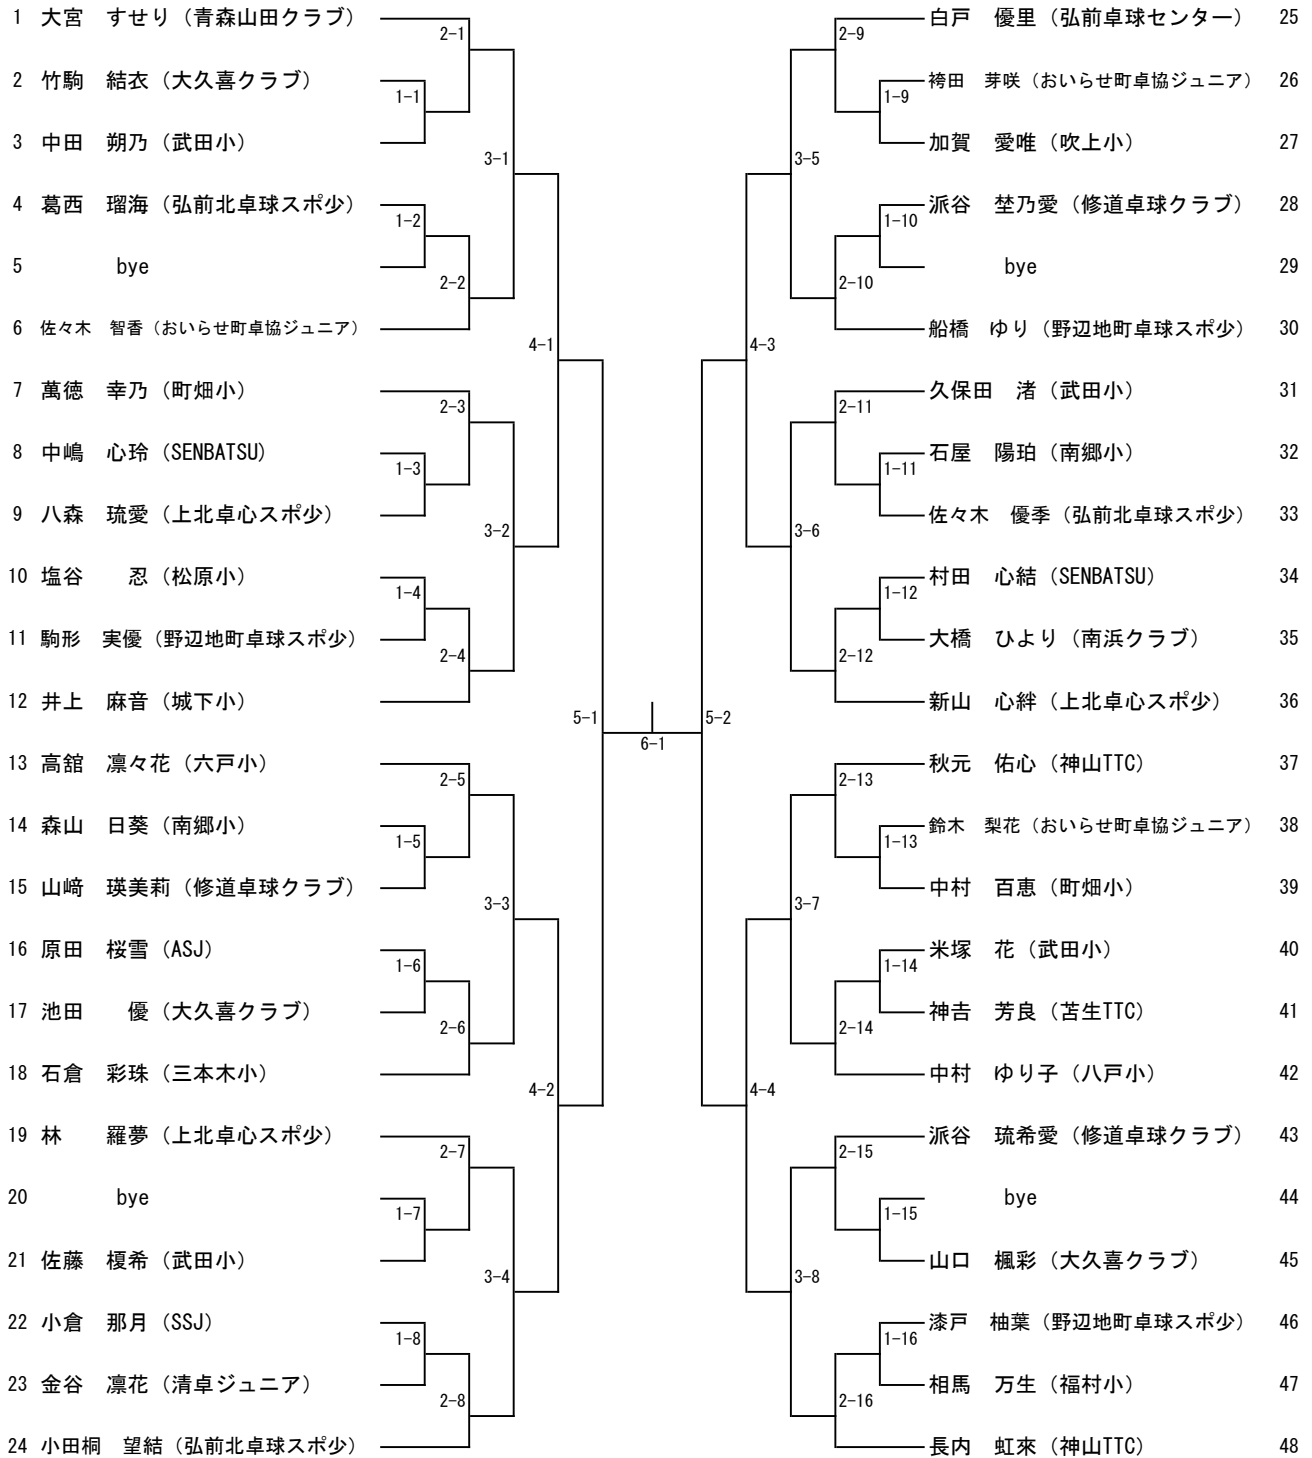 1 大宮 すせり（青森山田クラブ）
2 竹駒 結衣（大久喜クラブ）
3 中田 朔乃（武田小）
4 葛西 瑠海（弘前北卓球スポ少）
5 bye
6 佐々木 智香（おいらせ町卓協ジュニア）
7 萬徳 幸乃（町畑小）
8 中嶋 心玲（SENBATSU）
9 八森 琉愛（上北卓心スポ少）
10 塩谷 忍（松原小）
11 駒形 実優（野辺地町卓球スポ少）
12 井上 麻音（城下小）
13 高舘 凛々花（六戸小）
14 森山 日葵（南郷小）
15 山﨑 瑛美莉（修道卓球クラブ）
16 原田 桜雪（ASJ）
17 池田 優（大久喜クラブ）
18 石倉 彩珠（三本木小）
19 林 羅夢（上北卓心スポ少）
20 bye
21 佐藤 榎希（武田小）
22 小倉 那月（SSJ）
23 金谷 凛花（清卓ジュニア）
24 小田桐 望結（弘前北卓球スポ少）
2-1
1-1
3-1
1-2
2-2
4-1
2-3
1-3
3-2
1-4
2-4
5-1
2-5
1-5
3-3
1-6
2-6
4-2
2-7
1-7
3-4
1-8
2-8
6-1
2-9
1-9
3-5
1-10
2-10
4-3
2-11
1-11
3-6
1-12
2-12
5-2
2-13
1-13
3-7
1-14
2-14
4-4
2-15
1-15
3-8
1-16
2-16
白戸 優里（弘前卓球センター） 25
袴田 芽咲（おいらせ町卓協ジュニア） 26
加賀 愛唯（吹上小） 27
派谷 埜乃愛（修道卓球クラブ） 28
bye 29
船橋 ゆり（野辺地町卓球スポ少） 30
久保田 渚（武田小） 31
石屋 陽珀（南郷小） 32
佐々木 優季（弘前北卓球スポ少） 33
村田 心結（SENBATSU） 34
大橋 ひより（南浜クラブ） 35
新山 心絆（上北卓心スポ少） 36
秋元 佑心（神山TTC） 37
鈴木 梨花（おいらせ町卓協ジュニア） 38
中村 百恵（町畑小） 39
米塚 花（武田小） 40
神𠮷 芳良（苫生TTC） 41
中村 ゆり子（八戸小） 42
派谷 琉希愛（修道卓球クラブ） 43
bye 44
山口 楓彩（大久喜クラブ） 45
漆戸 柚葉（野辺地町卓球スポ少） 46
相馬 万生（福村小） 47
長内 虹來（神山TTC） 48